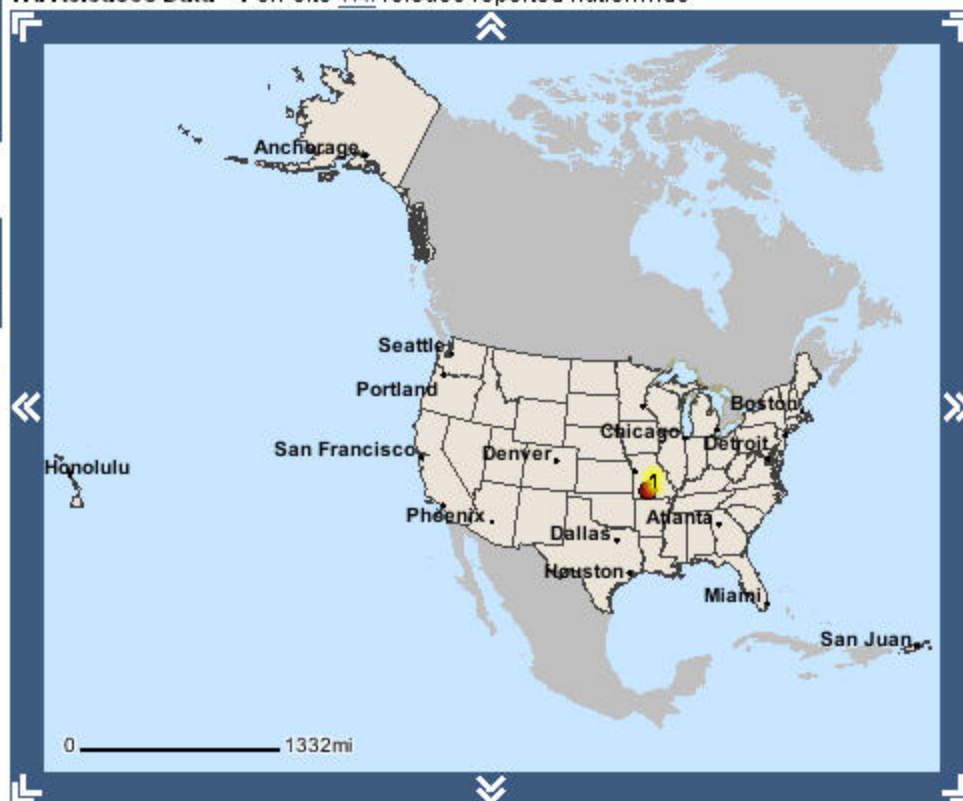 Anchorage
Seattle
Portland
Boston
Chicago
Detroit
San Francisco
Denver
Honolulu
1
Phoenix
Atlanta
Dallas
Houston
Miami
San Juan
0 1332mi